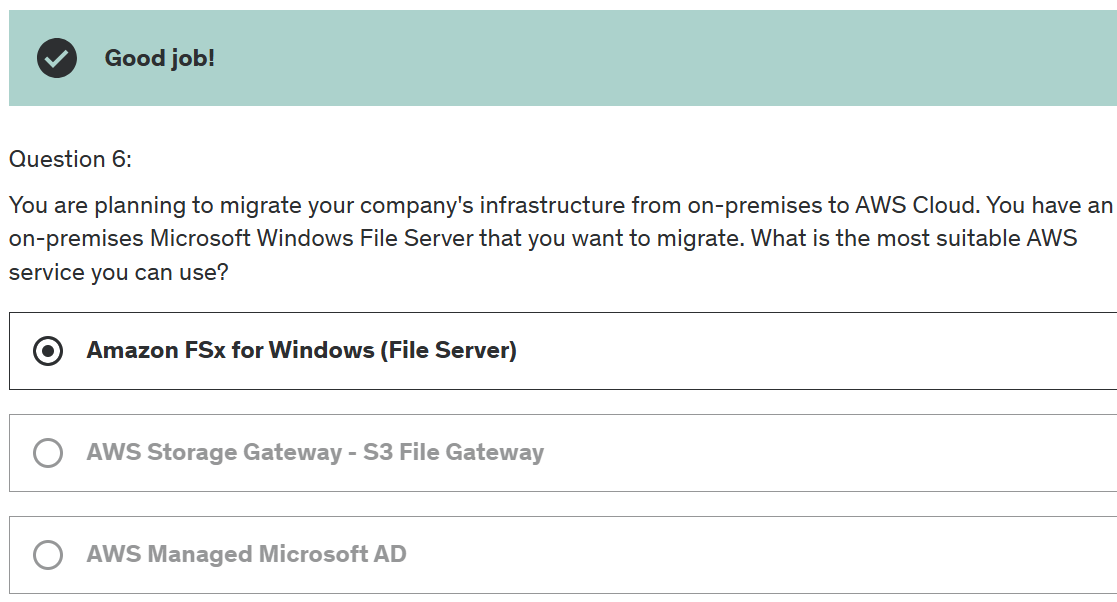 Good job!
Question 6:
You are planning to migrate your company's infrastructure from on-premises to AWS Cloud. You have an
on-premises Microsoft Windows File Server that you want to migrate. What is the most suitable AWS
service you can use?
Amazon FSx for Windows (File Server)
AWS Storage Gateway - S3 File Gateway
AWS Managed Microsoft AD